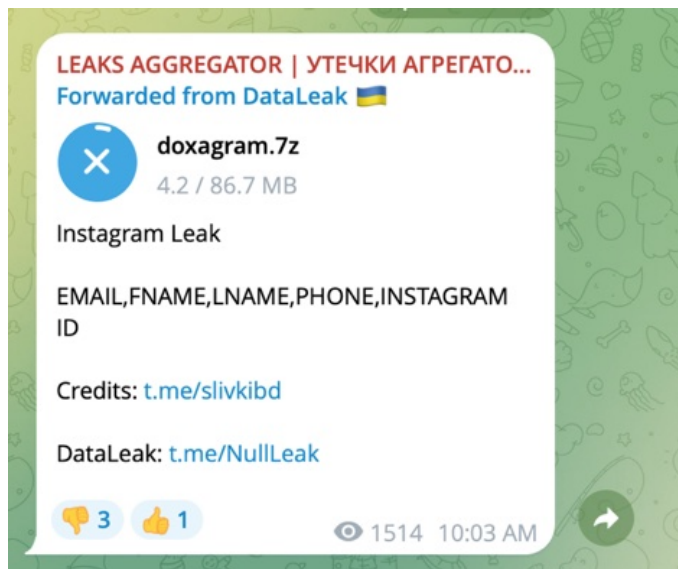 LEAKS AGGREGATOR | УТЕЧКИ АГРЕГАТО...
Forwarded from DataLeak 🇺🇦
doxagram.7z
4.2 / 86.7 MB
Instagram Leak
EMAIL,FNAME,LNAME,PHONE,INSTAGRAM
ID
Credits: t.me/slivkibd
DataLeak: t.me/NullLeak
👎 3 👍 1 1514 10:03 AM